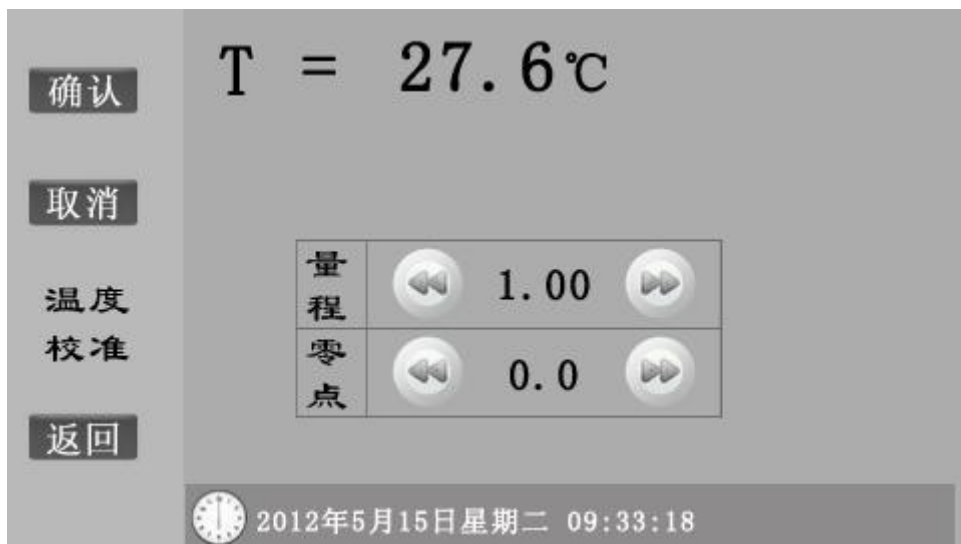 确认
取消
温度
校准
返回
T = 27.6℃
量程 1.00
零点 0.0
2012年5月15日星期二 09:33:18